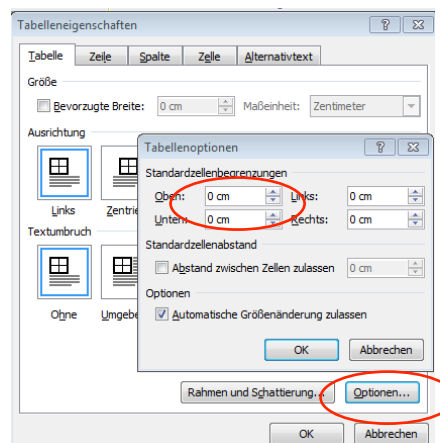 Tabelleneigenschaften
Tabelle Zeile Spalte Zelle Alternativtext
Größe
Bevorzugte Breite: 0 cm Maßeinheit: Zentimeter
Ausrichtung
Links
Textumbruch
Ohne
Tabellenoptionen
Standardzellenbegrenzungen
Oben: 0 cm Links: 0 cm
Unten: 0 cm Rechts: 0 cm
Standardzellenabstand
Abstand zwischen Zellen zulassen 0 cm
Optionen
Automatische Größenänderung zulassen
OK Abbrechen
Rahmen und Schattierung... Optionen...
OK Abbrechen